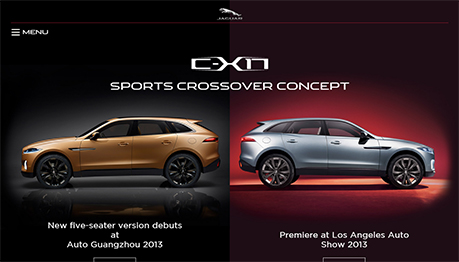 JAGUAR
MENU
C-X17
SPORTS CROSSOVER CONCEPT
New five-seater version debuts
at
Auto Guangzhou 2013
Premiere at Los Angeles Auto
Show 2013